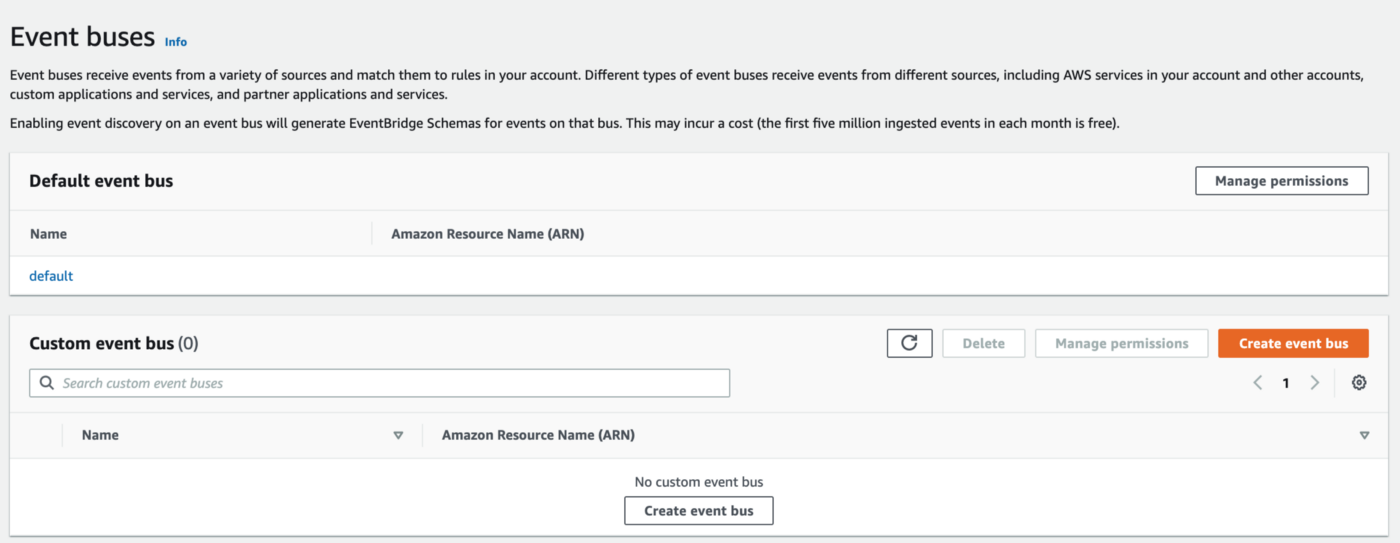 Event buses Info
Event buses receive events from a variety of sources and match them to rules in your account. Different types of event buses receive events from different sources, including AWS services in your account and other accounts,
custom applications and services, and partner applications and services.
Enabling event discovery on an event bus will generate EventBridge Schemas for events on that bus. This may incur a cost (the first five million ingested events in each month is free).
Default event bus Manage permissions
Name Amazon Resource Name (ARN)
default
Custom event bus (0) Delete Manage permissions Create event bus
Search custom event buses 1
Name Amazon Resource Name (ARN)
No custom event bus
Create event bus